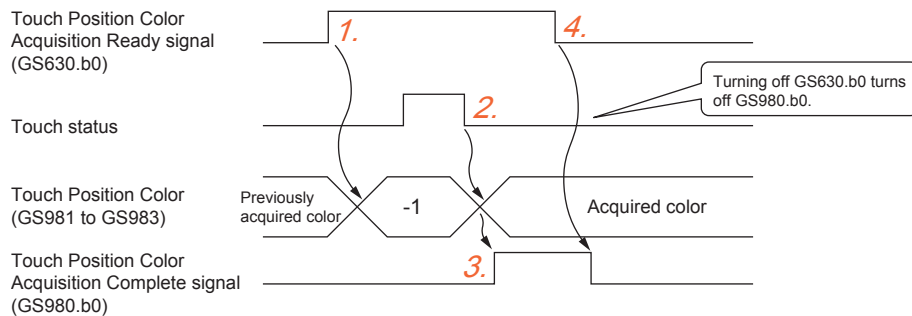 Touch Position Color
Acquisition Ready signal
(GS630.b0)
1.
4.
Turning off GS630.b0 turns
off GS980.b0.
Touch status
2.
Touch Position Color
(GS981 to GS983)
Previously
acquired color
-1
Acquired color
Touch Position Color
Acquisition Complete signal
(GS980.b0)
3.